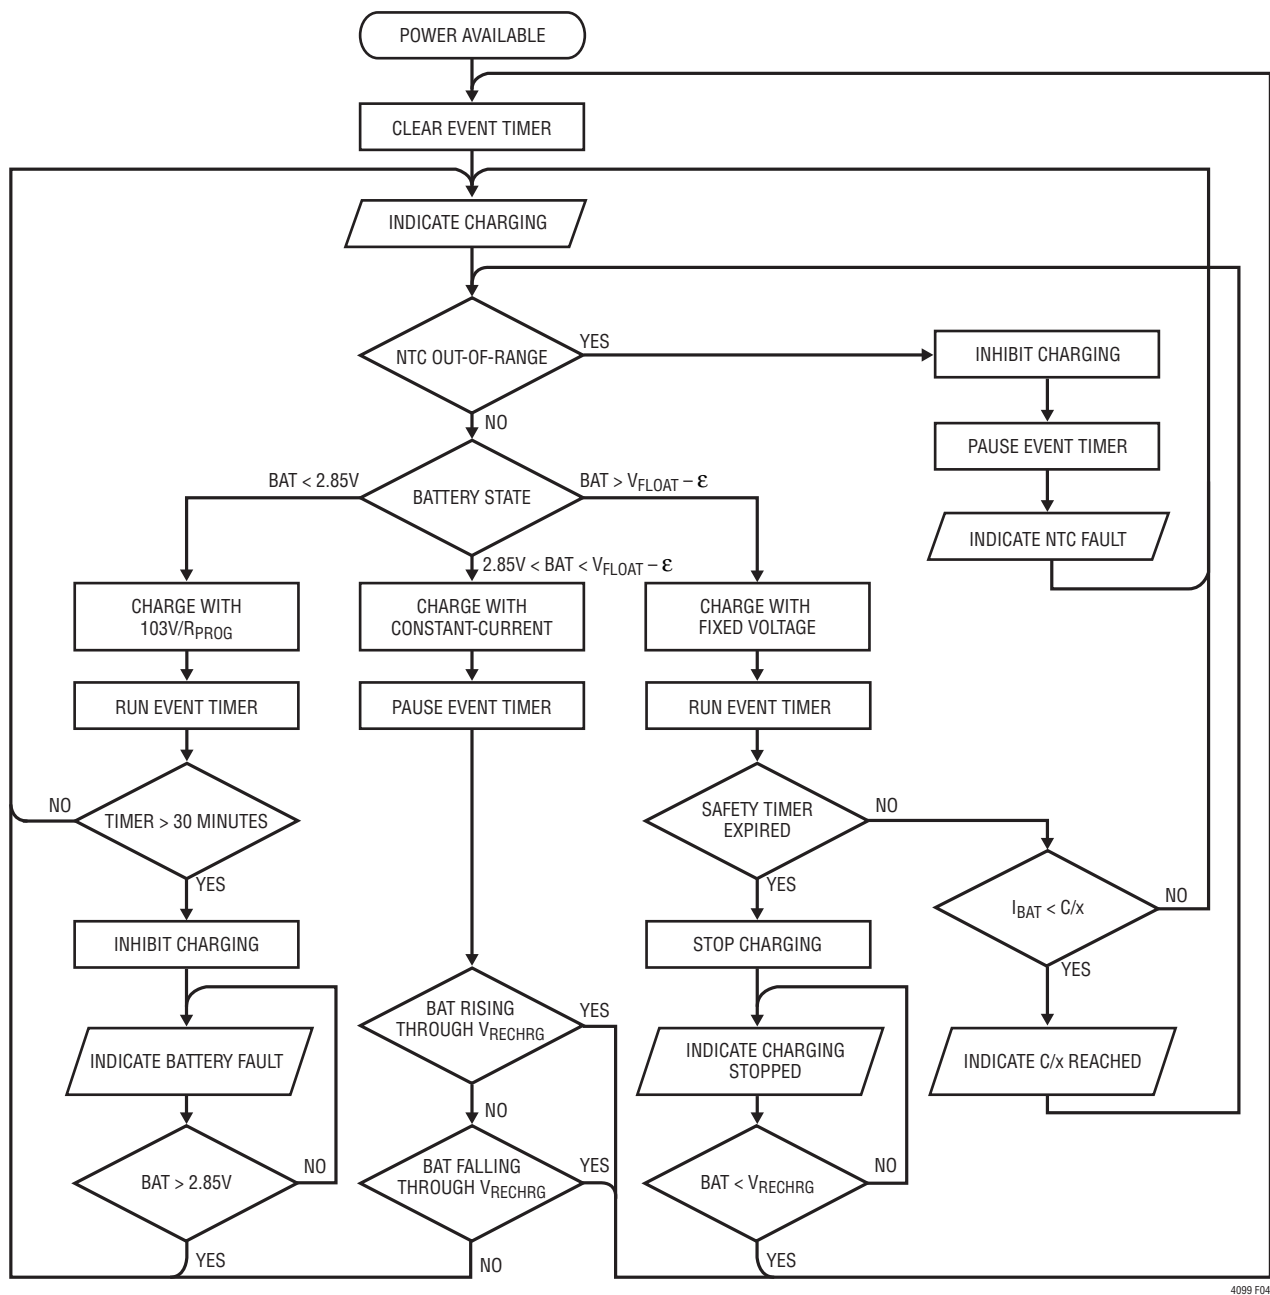 POWER AVAILABLE
CLEAR EVENT TIMER
INDICATE CHARGING
NTC OUT-OF-RANGE
YES
NO
INHIBIT CHARGING
PAUSE EVENT TIMER
INDICATE NTC FAULT
BATTERY STATE
BAT < 2.85V
BAT > VFLOAT – ε
2.85V < BAT < VFLOAT – ε
CHARGE WITH
103V/RPROG
RUN EVENT TIMER
TIMER > 30 MINUTES
NO
YES
INHIBIT CHARGING
INDICATE BATTERY FAULT
BAT > 2.85V
NO
YES
CHARGE WITH
CONSTANT-CURRENT
PAUSE EVENT TIMER
BAT RISING
THROUGH VRECHRG
YES
NO
BAT FALLING
THROUGH VRECHRG
YES
NO
CHARGE WITH
FIXED VOLTAGE
RUN EVENT TIMER
SAFETY TIMER
EXPIRED
NO
YES
STOP CHARGING
INDICATE CHARGING
STOPPED
BAT < VRECHRG
NO
YES
IBAT < C/x
NO
YES
INDICATE C/x REACHED
4099 F04